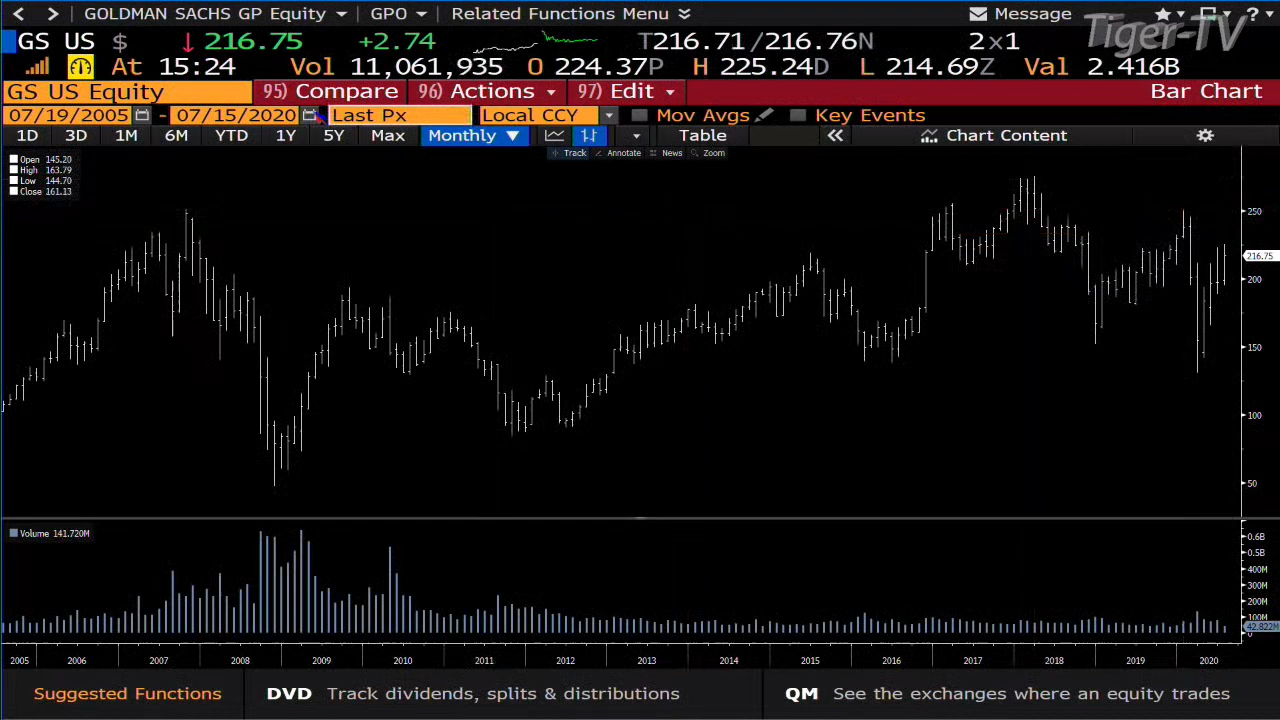 GOLDMAN SACHS GP Equity GPO Related Functions Menu Message ?
Tiger-TV
GS US $ ↓ 216.75 +2.74 T216.71/216.76N 2x1
At 15:24 Vol 11,061,935 O 224.37P H 225.24D L 214.69Z Val 2.416B
GS US Equity 95) Compare 96) Actions 97) Edit Bar Chart
07/19/2005 - 07/15/2020 Last Px Local CCY Mov Avgs Key Events
1D 3D 1M 6M YTD 1Y 5Y Max Monthly ▼ Table « Chart Content
Track Annotate News Zoom
Open 145.20
High 163.79
Low 144.70
Close 161.13
250
216.75
200
150
100
50
Volume 141.720M
0.6B
0.5B
400M
300M
200M
100M
42.822M
0
2005 2006 2007 2008 2009 2010 2011 2012 2013 2014 2015 2016 2017 2018 2019 2020
Suggested Functions DVD Track dividends, splits & distributions QM See the exchanges where an equity trades